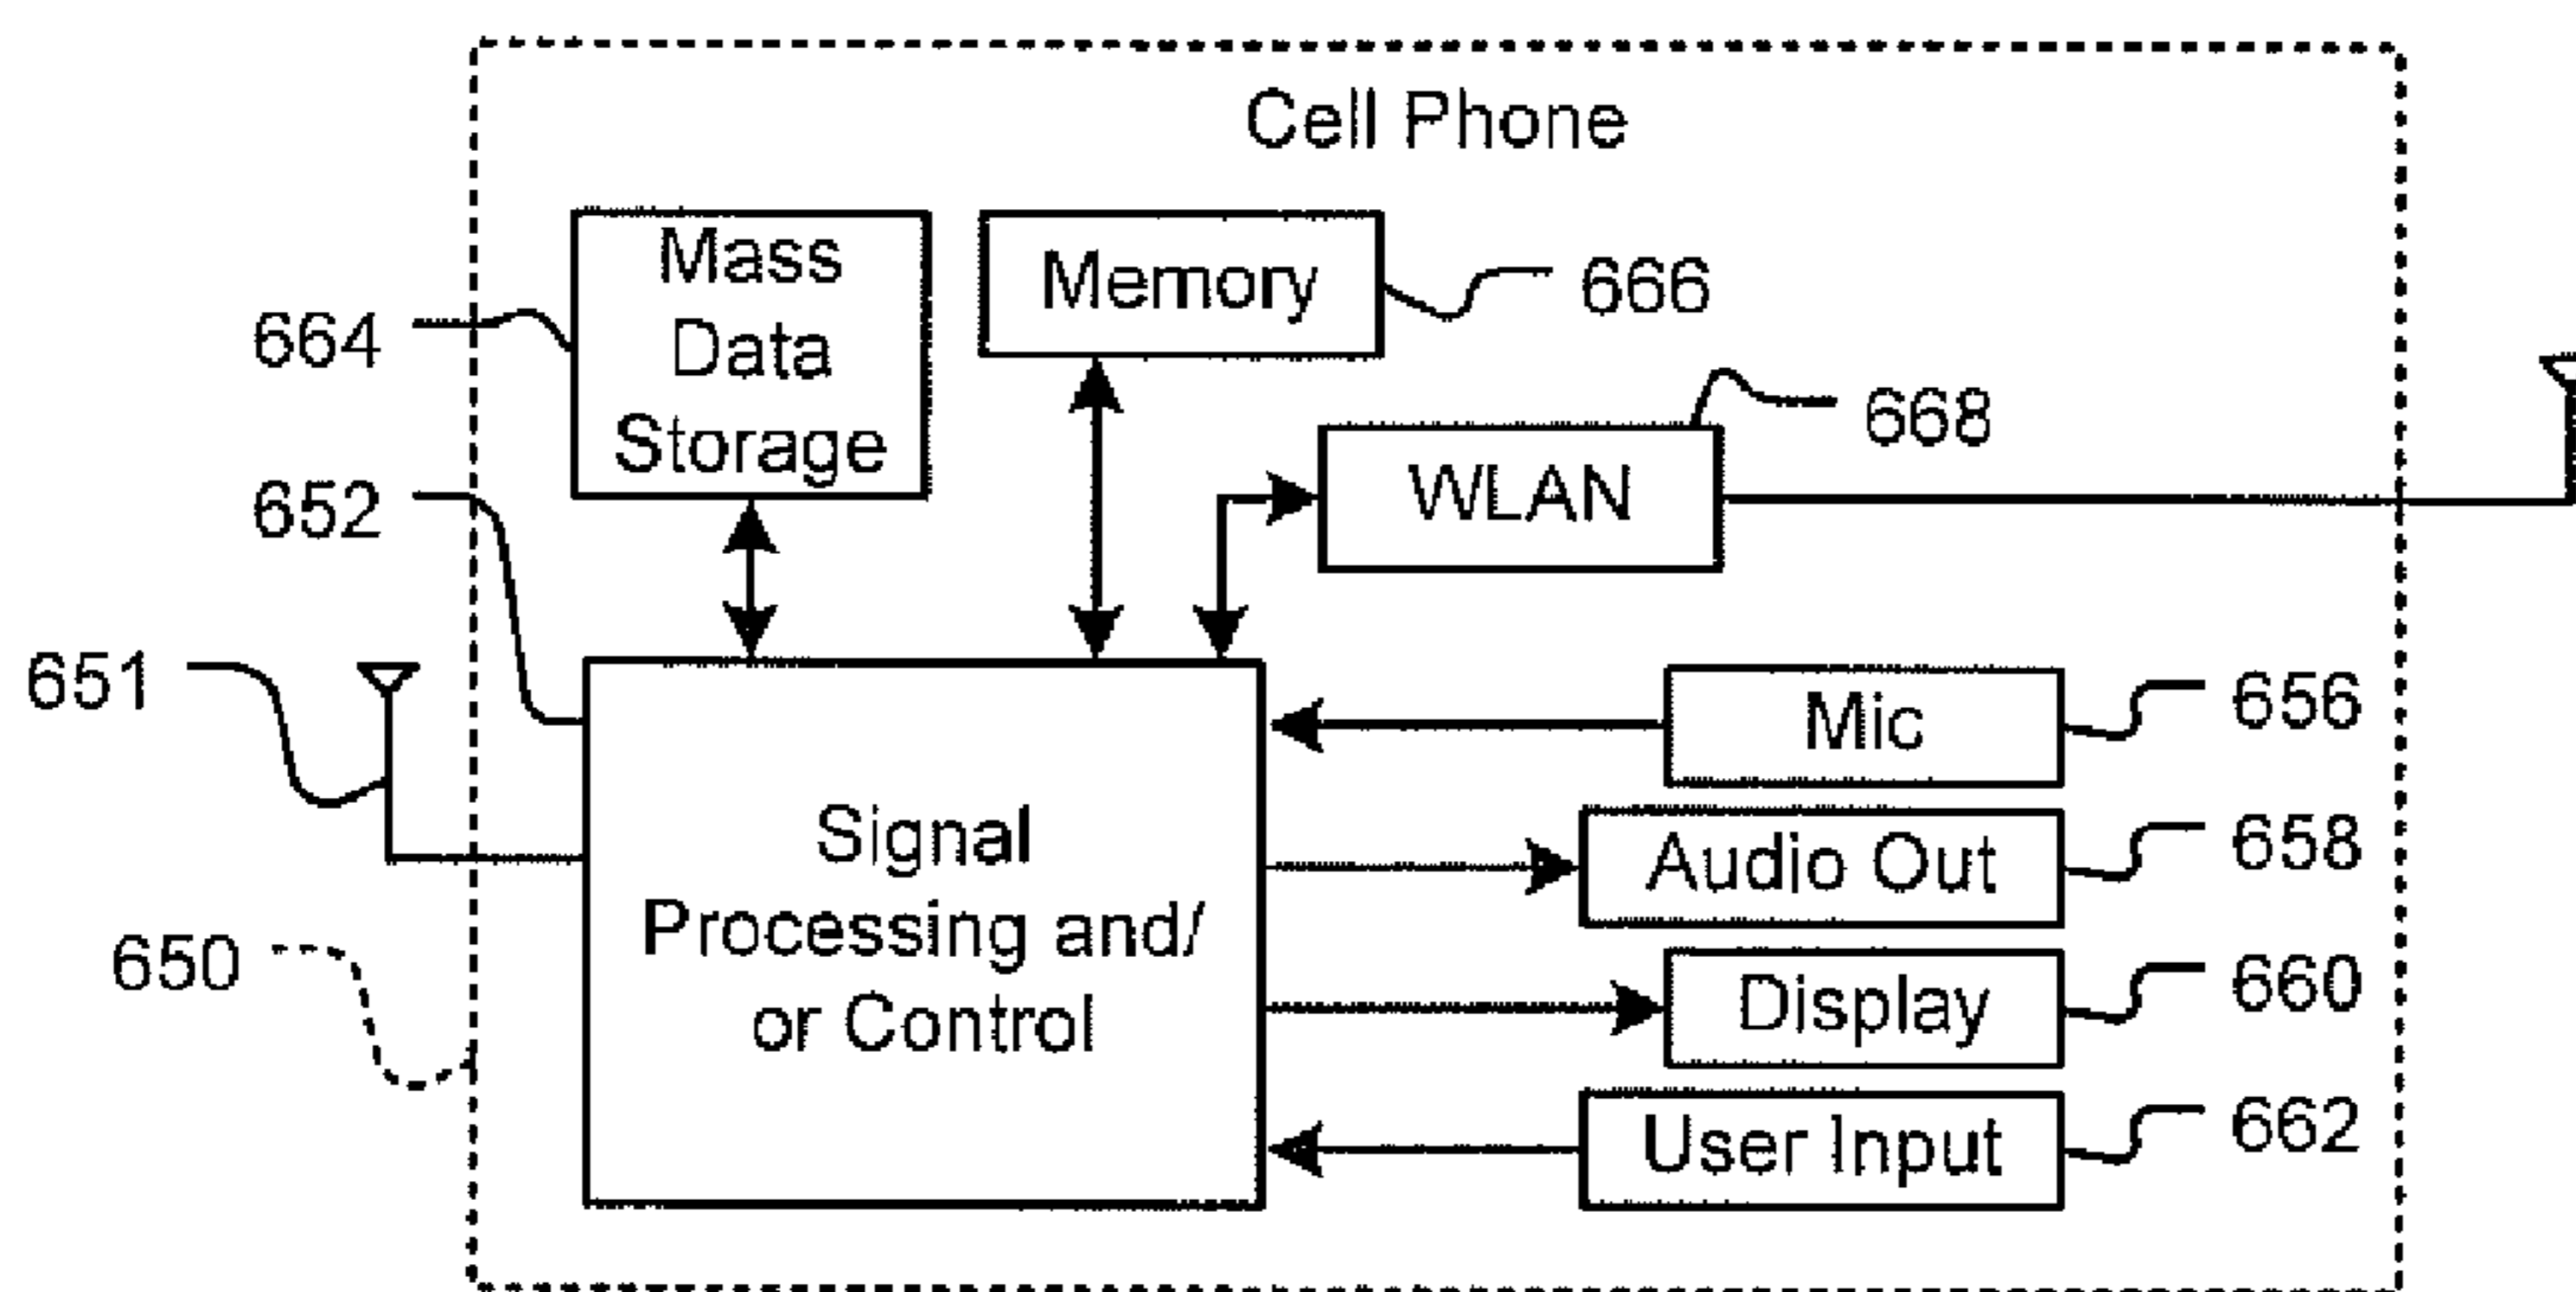 Cell Phone
Mass
Data
Storage
Memory
666
664
668
WLAN
652
651
Mic
656
Signal
Processing and/
or Control
Audio Out
658
650
Display
660
User Input
662